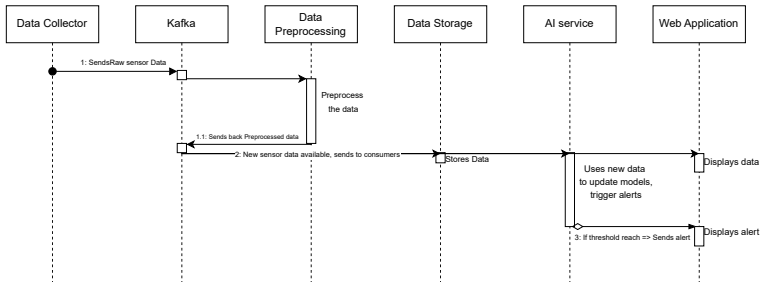 Data Collector
Kafka
Data
Preprocessing
Data Storage
AI service
Web Application
1: SendsRaw sensor Data
Preprocess
the data
1.1: Sends back Preprocessed data
2: New sensor data available, sends to consumers
Stores Data
Displays data
Uses new data
to update models,
trigger alerts
3: If threshold reach => Sends alert
Displays alert